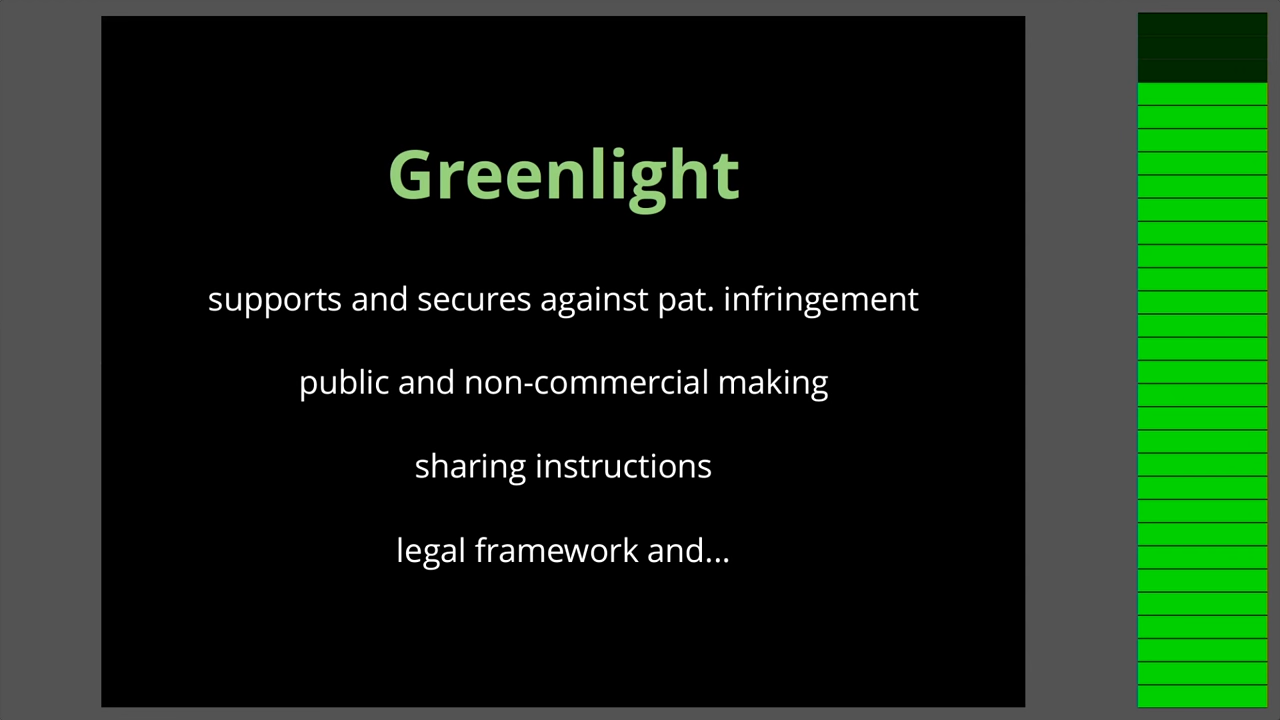 Greenlight
supports and secures against pat. infringement
public and non-commercial making
sharing instructions
legal framework and...